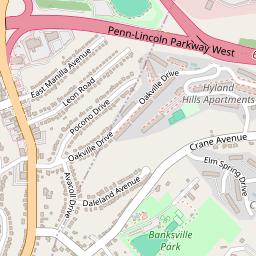 Penn-Lincoln Parkway West
East Manilla Avenue
Leon Road
Pocono Drive
Oakville Drive
Hyland
Hills Apartments
Oakville Drive
Crane Avenue
Elm Spring Drive
Avacoll Drive
Daleland Avenue
Banksville
Park